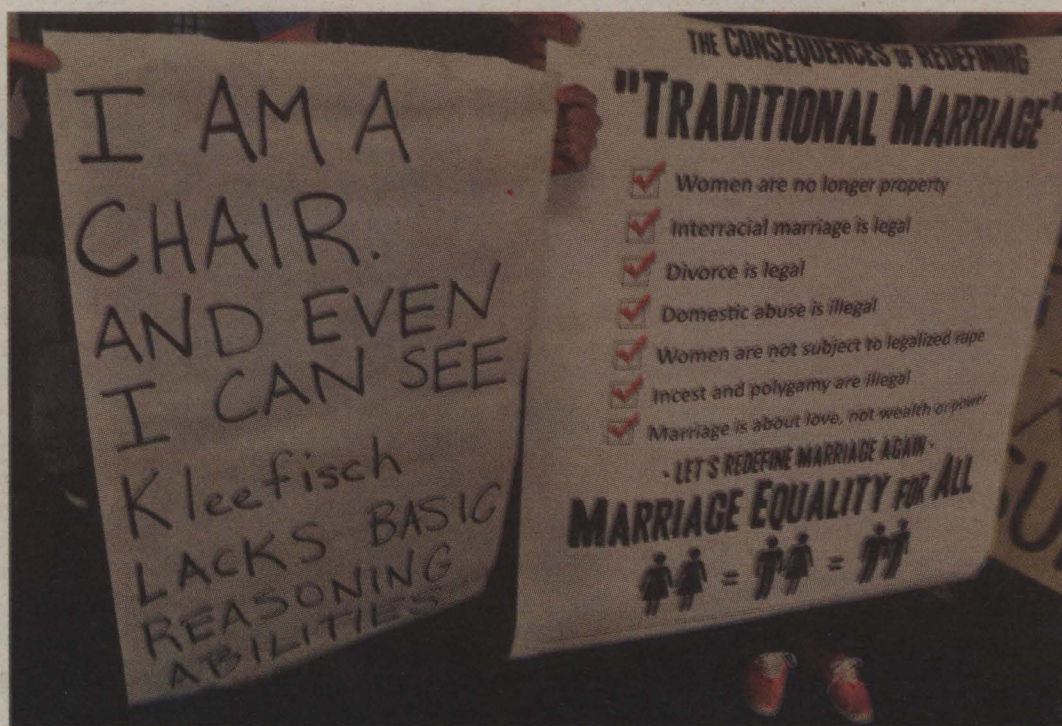 I AM A
CHAIR.
AND EVEN
I CAN SEE
Kleefisch
LACKS BASIC
REASONING
ABILITIES
THE CONSEQUENCES OF REDEFINING
"TRADITIONAL MARRIAGE"
Women are no longer property
Interracial marriage is legal
Divorce is legal
Domestic abuse is illegal
Women are not subject to legalized rape
Incest and polygamy are illegal
Marriage is about love, not wealth or power
· LET'S REDEFINE MARRIAGE AGAIN ·
MARRIAGE EQUALITY FOR ALL
= =